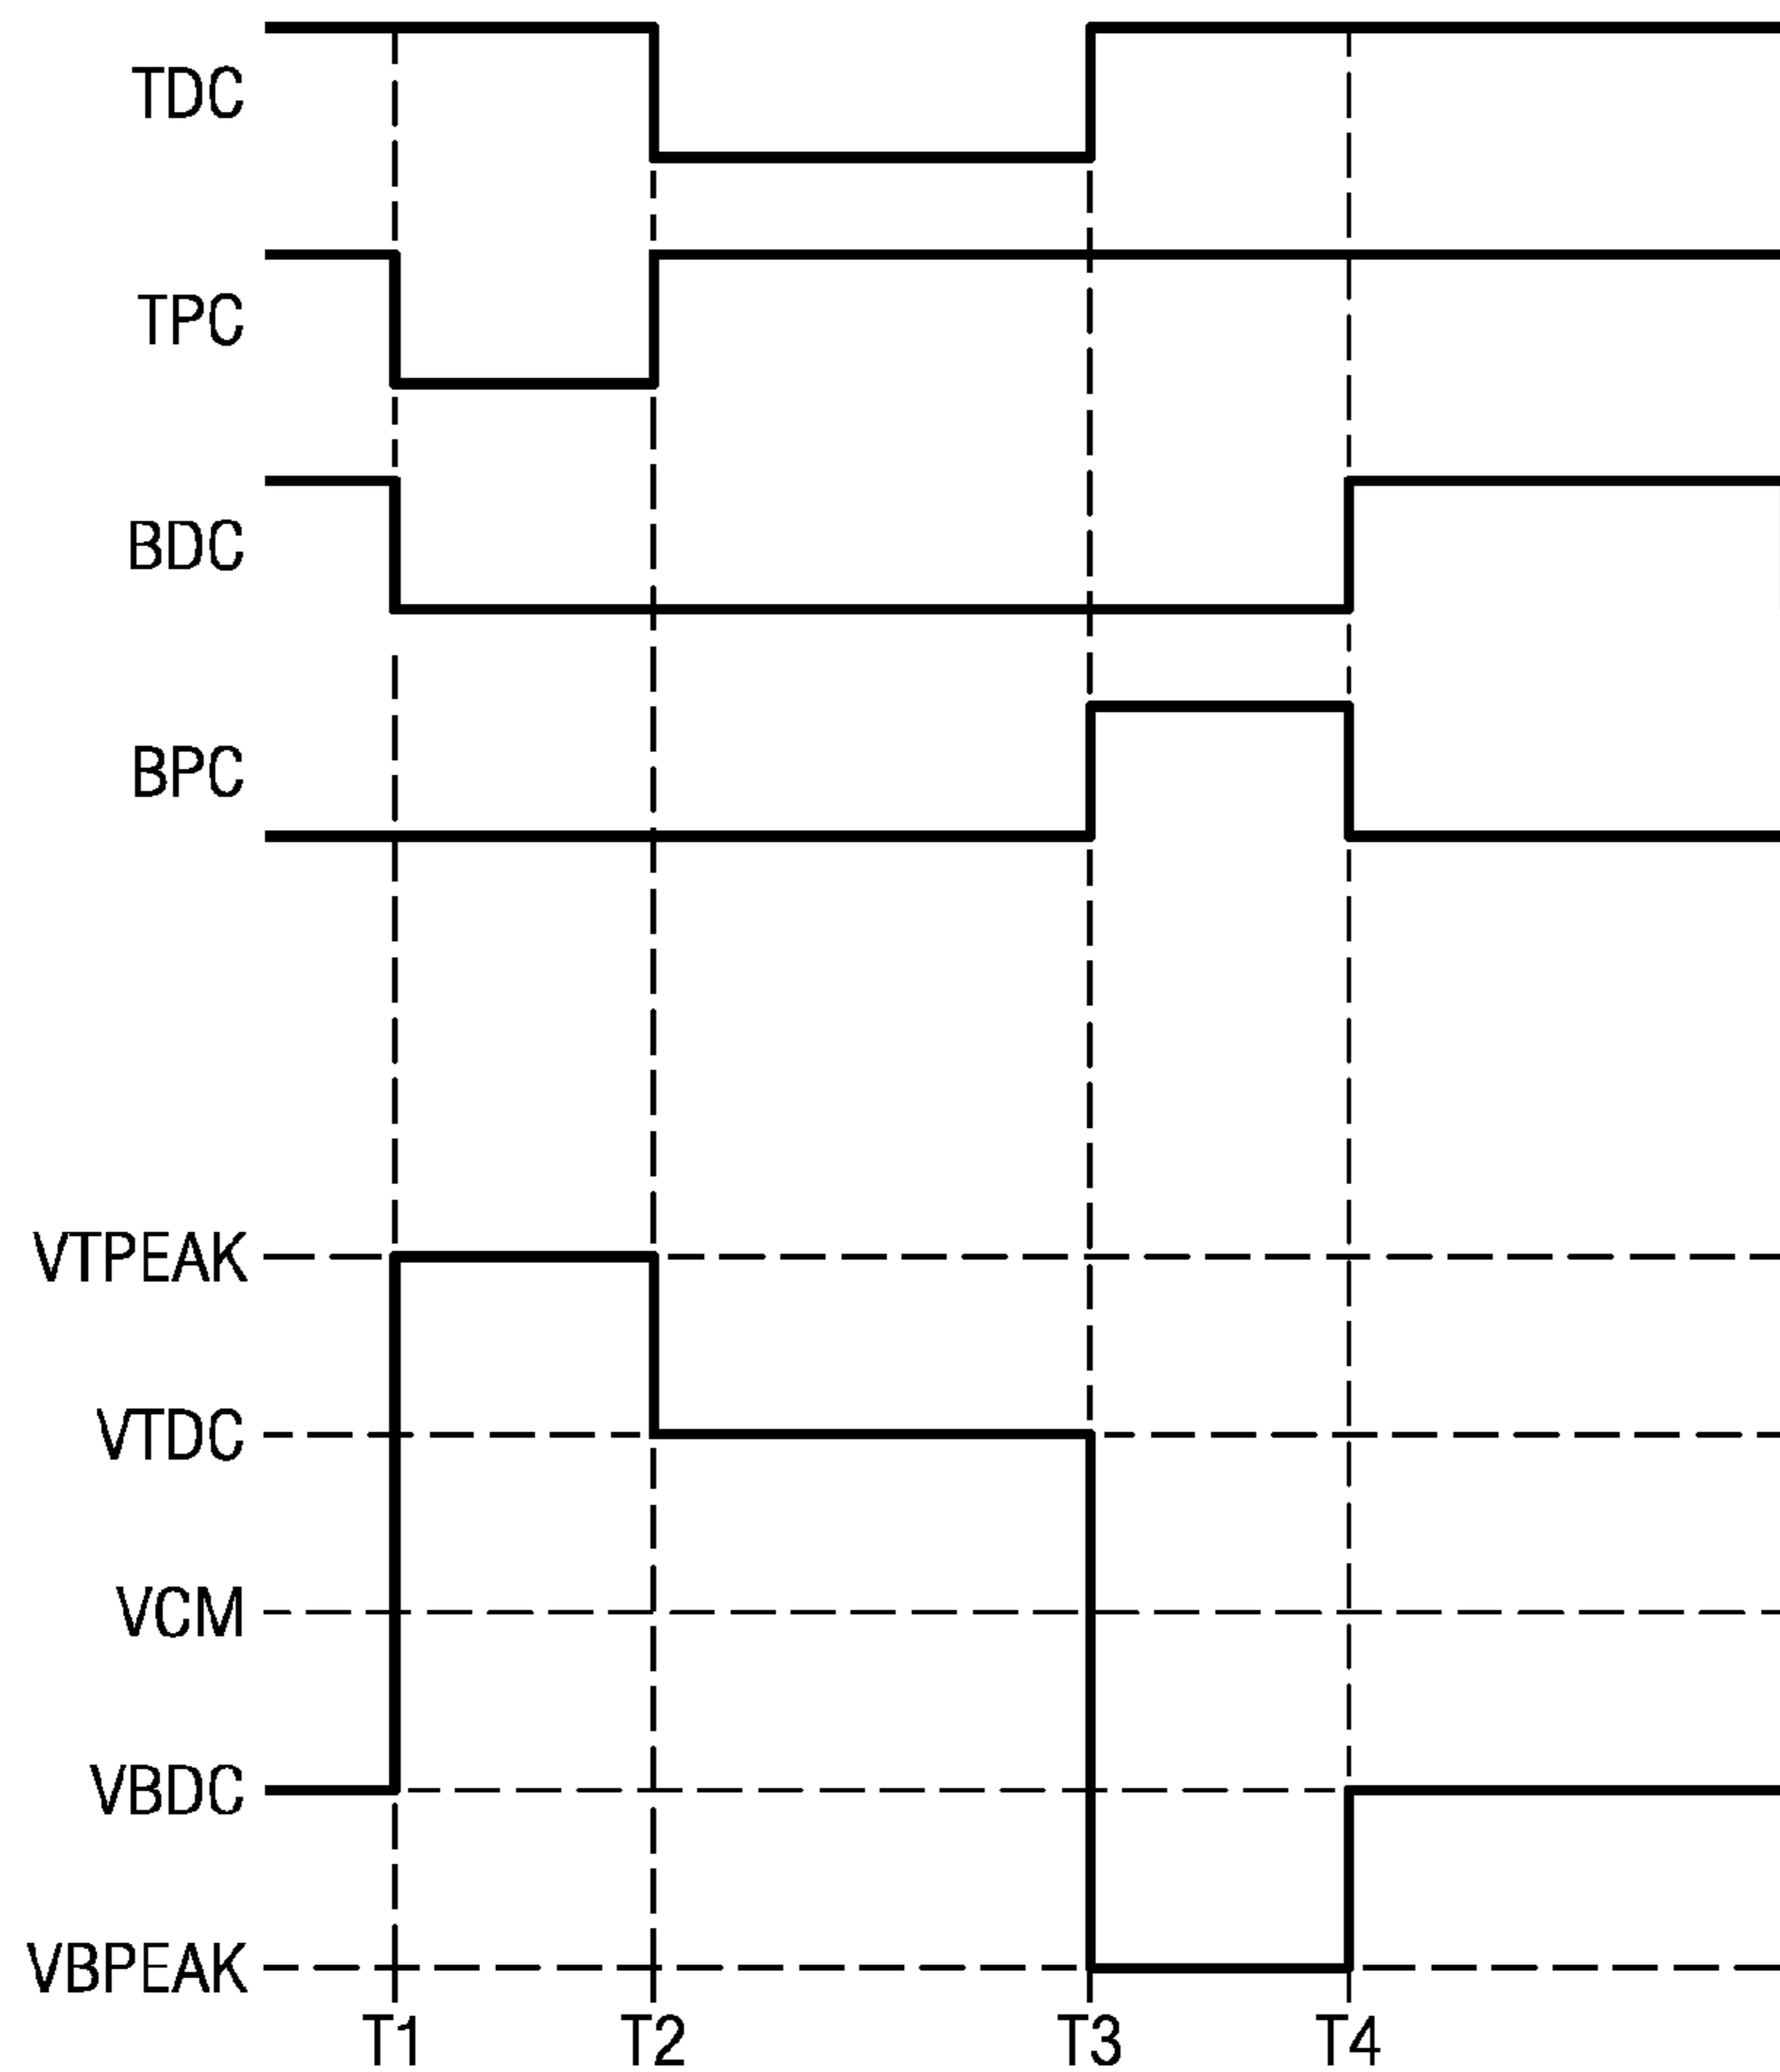 TDC
TPC
BDC
BPC
VTPEAK
VTDC
VCM
VBDC
VBPEAK
T1 T2 T3 T4